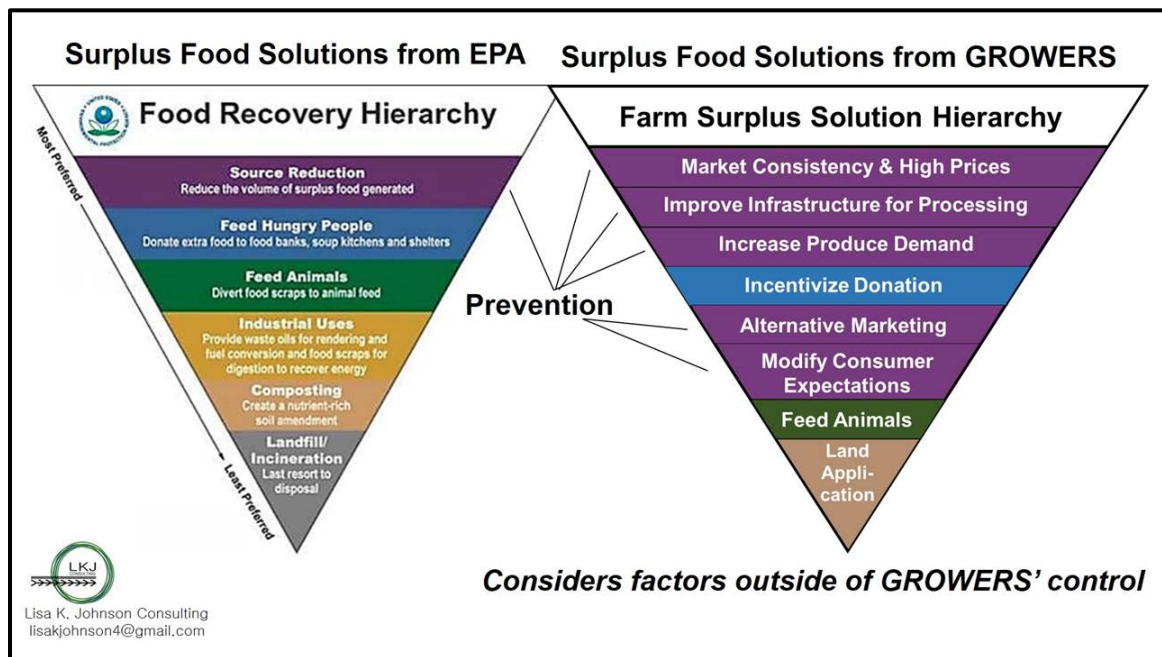 Surplus Food Solutions from EPA
Food Recovery Hierarchy
Most Preferred
Source Reduction
Reduce the volume of surplus food generated
Feed Hungry People
Donate extra food to food banks, soup kitchens and shelters
Feed Animals
Divert food scraps to animal feed
Industrial Uses
Provide waste oils for rendering and
fuel conversion and food scraps for
digestion to recover energy
Composting
Create a nutrient-rich
soil amendment
Landfill/
Incineration
Last resort to
disposal
Least Preferred
Prevention
Surplus Food Solutions from GROWERS
Farm Surplus Solution Hierarchy
Market Consistency & High Prices
Improve Infrastructure for Processing
Increase Produce Demand
Incentivize Donation
Alternative Marketing
Modify Consumer
Expectations
Feed Animals
Land
Appli-
cation
Considers factors outside of GROWERS' control
LKJ
CONSULTING
Lisa K. Johnson Consulting
lisakjohnson4@gmail.com